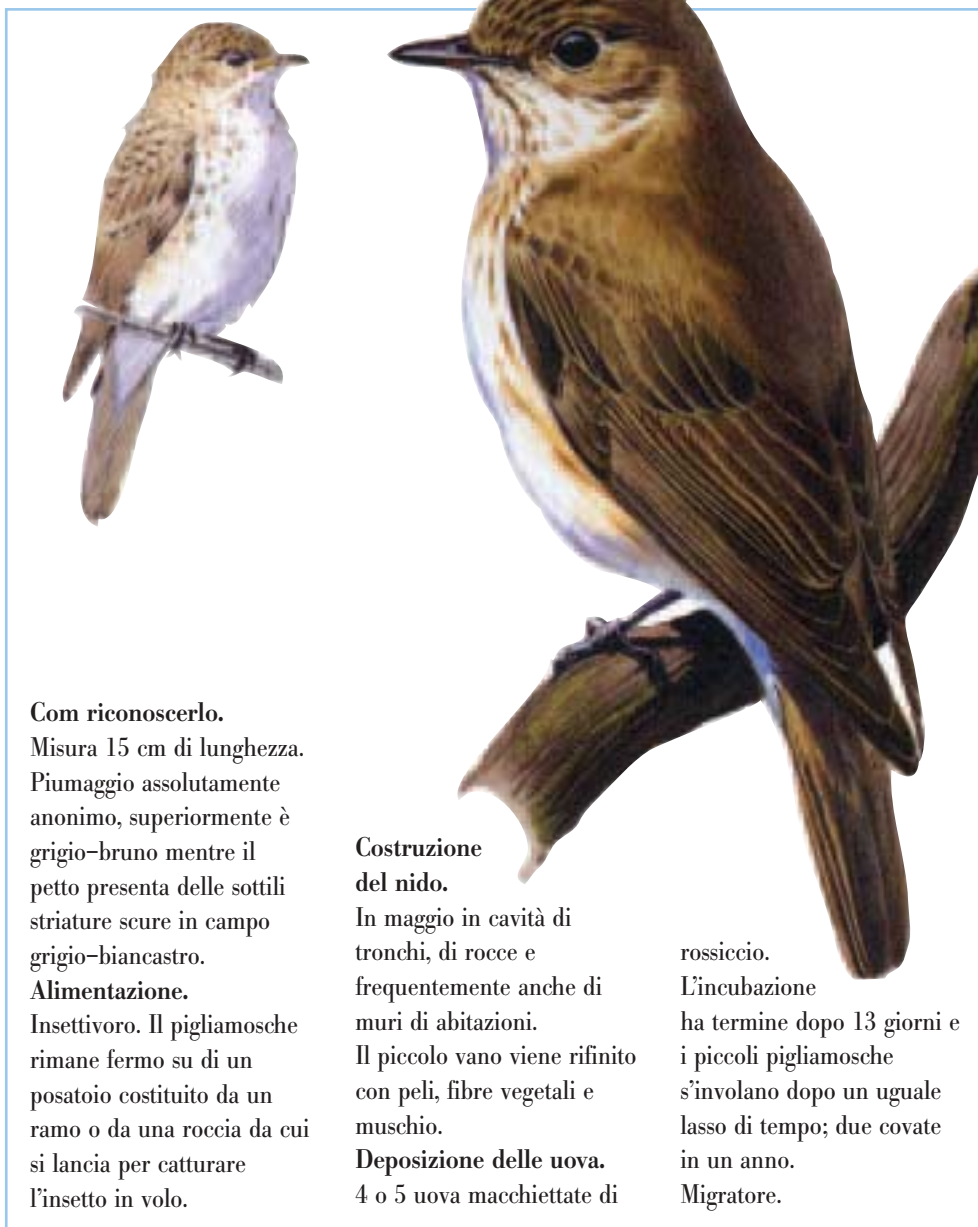 Com riconoscerlo.
Misura 15 cm di lunghezza.
Piumaggio assolutamente
anonimo, superiormente è
grigio-bruno mentre il
petto presenta delle sottili
striature scure in campo
grigio-biancastro.
Alimentazione.
Insettivoro. Il pigliamosche
rimane fermo su di un
posatoio costituito da un
ramo o da una roccia da cui
si lancia per catturare
l'insetto in volo.
Costruzione
del nido.
In maggio in cavità di
tronchi, di rocce e
frequentemente anche di
muri di abitazioni.
Il piccolo vano viene rifinito
con peli, fibre vegetali e
muschio.
Deposizione delle uova.
4 o 5 uova macchiettate di
rossiccio.
L'incubazione
ha termine dopo 13 giorni e
i piccoli pigliamosche
s'involano dopo un uguale
lasso di tempo; due covate
in un anno.
Migratore.